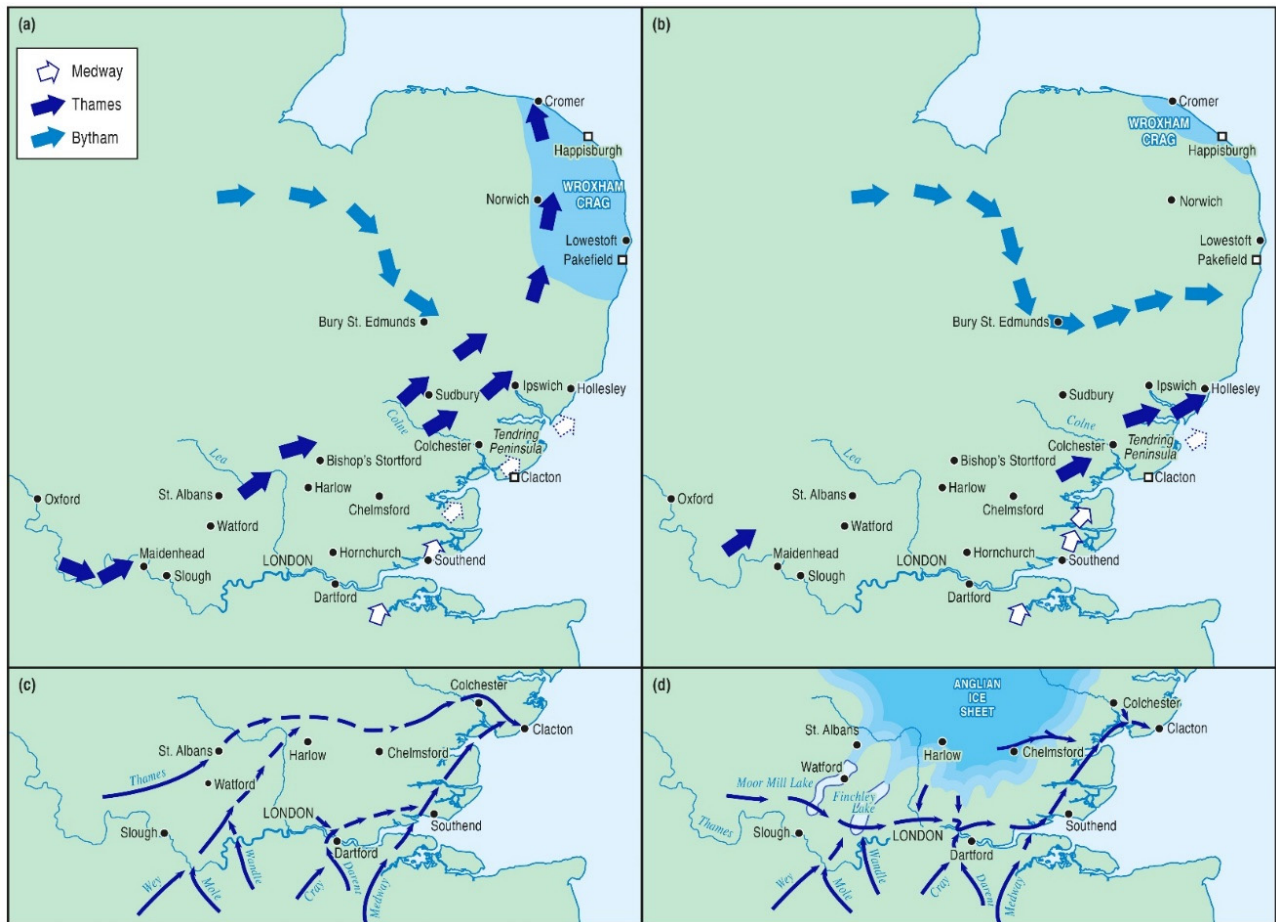 (a)
Medway
Thames
Bytham
Cromer
Happisburgh
WROXHAM
CRAG
Norwich
Lowestoft
Pakefield
Bury St. Edmunds
Sudbury
Ipswich
Hollesley
Colne
Tendring
Peninsula
Colchester
Clacton
Lea
Bishop's Stortford
Harlow
Chelmsford
Oxford
St. Albans
Watford
Maidenhead
Slough
LONDON
Hornchurch
Southend
Dartford
(b)
Cromer
WROXHAM
CRAG
Happisburgh
Norwich
Lowestoft
Pakefield
Bury St. Edmunds
Sudbury
Ipswich
Hollesley
Colne
Colchester
Tendring
Peninsula
Clacton
Lea
Bishop's Stortford
Harlow
Chelmsford
Oxford
St. Albans
Watford
Maidenhead
Slough
LONDON
Hornchurch
Southend
Dartford
(c)
Colchester
Clacton
St. Albans
Harlow
Chelmsford
Thames
Watford
Slough
LONDON
Southend
Dartford
Wey
Mole
Wandle
Cray
Darent
Medway
(d)
ANGLIAN
ICE
SHEET
Colchester
Clacton
St. Albans
Harlow
Chelmsford
Watford
Moor Mill Lake
Finchley
Lake
Thames
Slough
LONDON
Southend
Dartford
Wey
Mole
Wandle
Cray
Darent
Medway